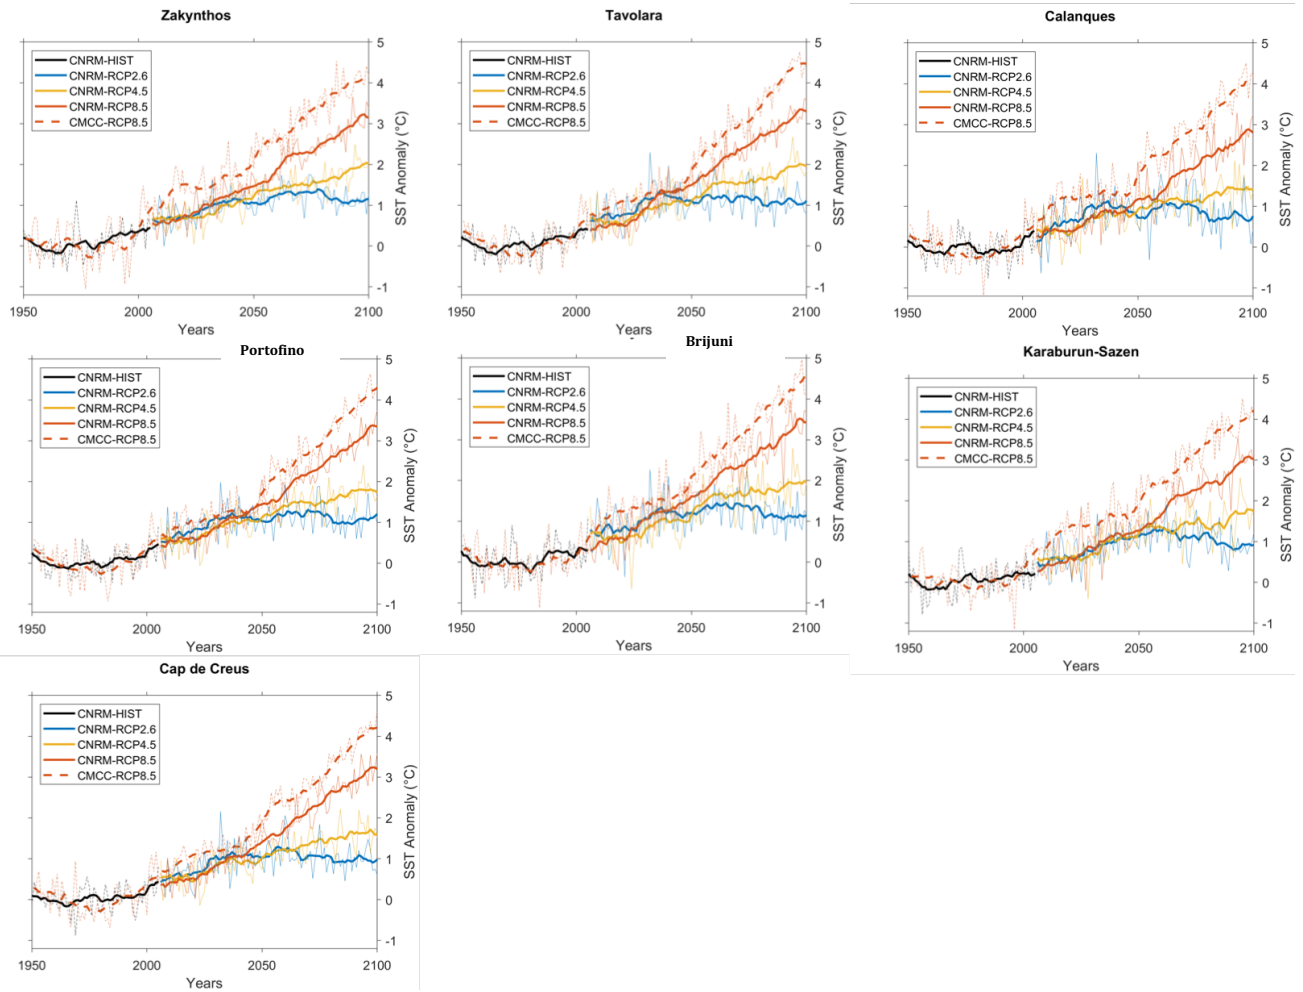 Zakynthos
CNRM-HIST
CNRM-RCP2.6
CNRM-RCP4.5
CNRM-RCP8.5
CMCC-RCP8.5
5
4
3
2
1
0
-1
SST Anomaly (°C)
1950
2000
2050
2100
Years
Tavolara
CNRM-HIST
CNRM-RCP2.6
CNRM-RCP4.5
CNRM-RCP8.5
CMCC-RCP8.5
5
4
3
2
1
0
-1
SST Anomaly (°C)
1950
2000
2050
2100
Years
Calanques
CNRM-HIST
CNRM-RCP2.6
CNRM-RCP4.5
CNRM-RCP8.5
CMCC-RCP8.5
5
4
3
2
1
0
-1
SST Anomaly (°C)
1950
2000
2050
2100
Years
Portofino
CNRM-HIST
CNRM-RCP2.6
CNRM-RCP4.5
CNRM-RCP8.5
CMCC-RCP8.5
5
4
3
2
1
0
-1
SST Anomaly (°C)
1950
2000
2050
2100
Years
Brijuni
CNRM-HIST
CNRM-RCP2.6
CNRM-RCP4.5
CNRM-RCP8.5
CMCC-RCP8.5
5
4
3
2
1
0
-1
SST Anomaly (°C)
1950
2000
2050
2100
Years
Karaburun-Sazen
CNRM-HIST
CNRM-RCP2.6
CNRM-RCP4.5
CNRM-RCP8.5
CMCC-RCP8.5
5
4
3
2
1
0
-1
SST Anomaly (°C)
1950
2000
2050
2100
Years
Cap de Creus
CNRM-HIST
CNRM-RCP2.6
CNRM-RCP4.5
CNRM-RCP8.5
CMCC-RCP8.5
5
4
3
2
1
0
-1
SST Anomaly (°C)
1950
2000
2050
2100
Years